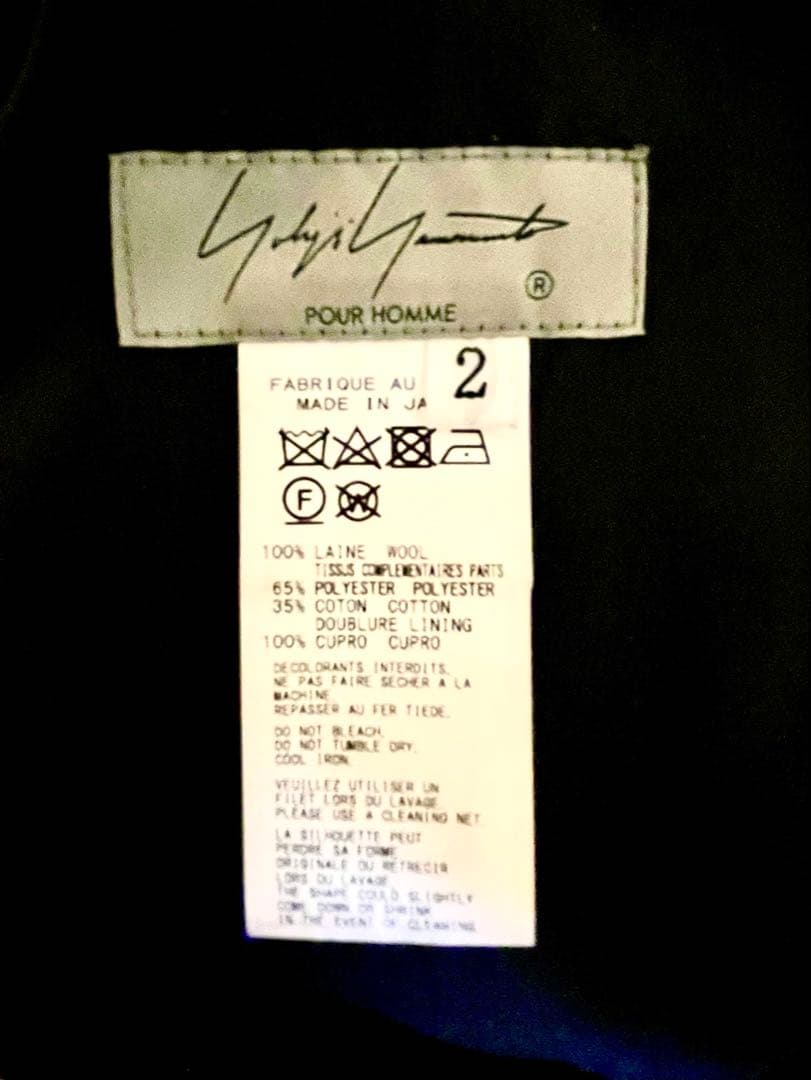 Yohji Yamamoto
®
POUR HOMME
2
FABRIQUE AU
MADE IN JA
F
W
100% LAINE WOOL
TISSUS COMPLEMENTAIRES PARTS
65% POLYESTER POLYESTER
35% COTON COTTON
DOUBLURE LINING
100% CUPRO CUPRO
DECOLORANTS INTERDITS.
NE PAS FAIRE SECHER A LA
MACHINE.
REPASSER AU FER TIEDE.
DO NOT BLEACH.
DO NOT TUMBLE DRY.
COOL IRON.
VEUILLEZ UTILISER UN
FILET LORS DU LAVAGE
PLEASE USE A CLEANING NET
LA SILHOUETTE PEUT
PERDRE SA FORME
ORIGINALE OU RETRECIR
LORS DU LAVAGE
THE SHAPE COULD SLIGHTLY
COME DOWN OR SHRINK
IN THE EVENT OF CLEANING.